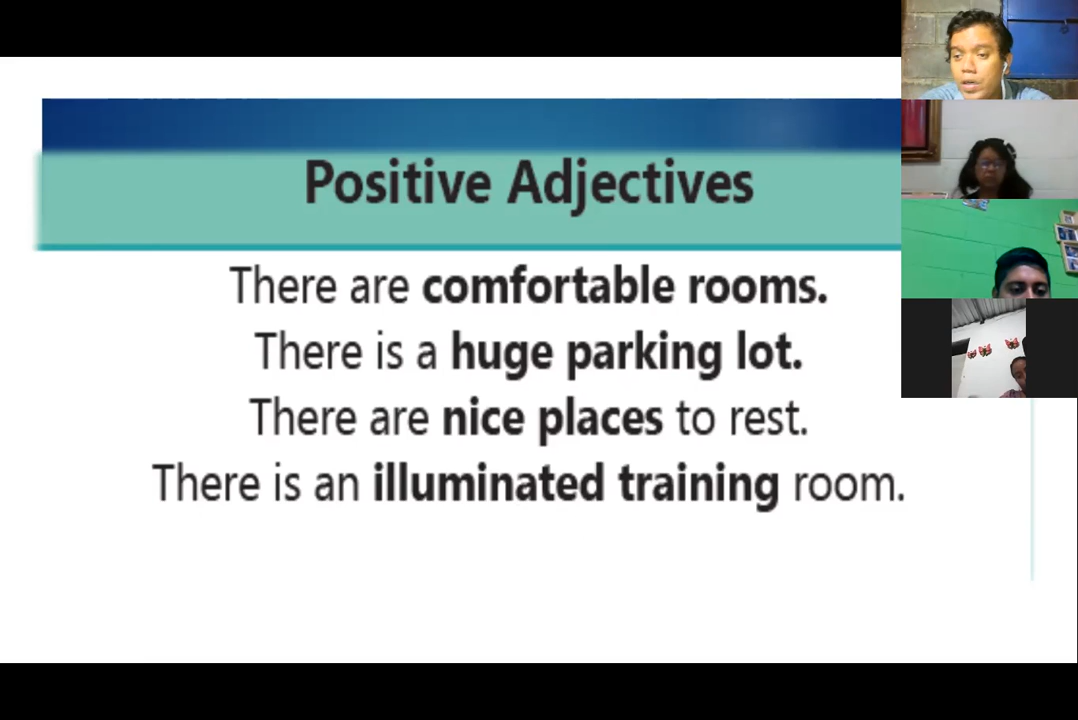 Positive Adjectives
There are comfortable rooms.
There is a huge parking lot.
There are nice places to rest.
There is an illuminated training room.